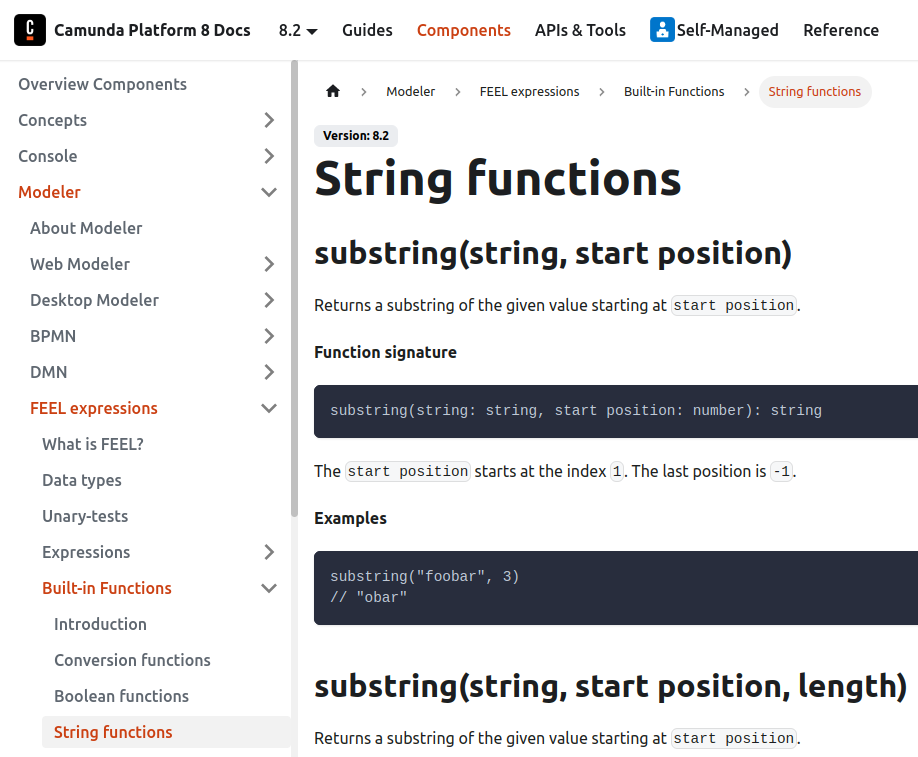 Camunda Platform 8 Docs 8.2 Guides Components APIs & Tools Self-Managed Reference
Overview Components
Concepts
Console
Modeler
About Modeler
Web Modeler
Desktop Modeler
BPMN
DMN
FEEL expressions
What is FEEL?
Data types
Unary-tests
Expressions
Built-in Functions
Introduction
Conversion functions
Boolean functions
String functions
Modeler FEEL expressions Built-in Functions String functions
Version: 8.2
String functions
substring(string, start position)
Returns a substring of the given value starting at start position.
Function signature
substring(string: string, start position: number): string
The start position starts at the index 1. The last position is -1.
Examples
substring("foobar", 3)
// "obar"
substring(string, start position, length)
Returns a substring of the given value starting at start position.